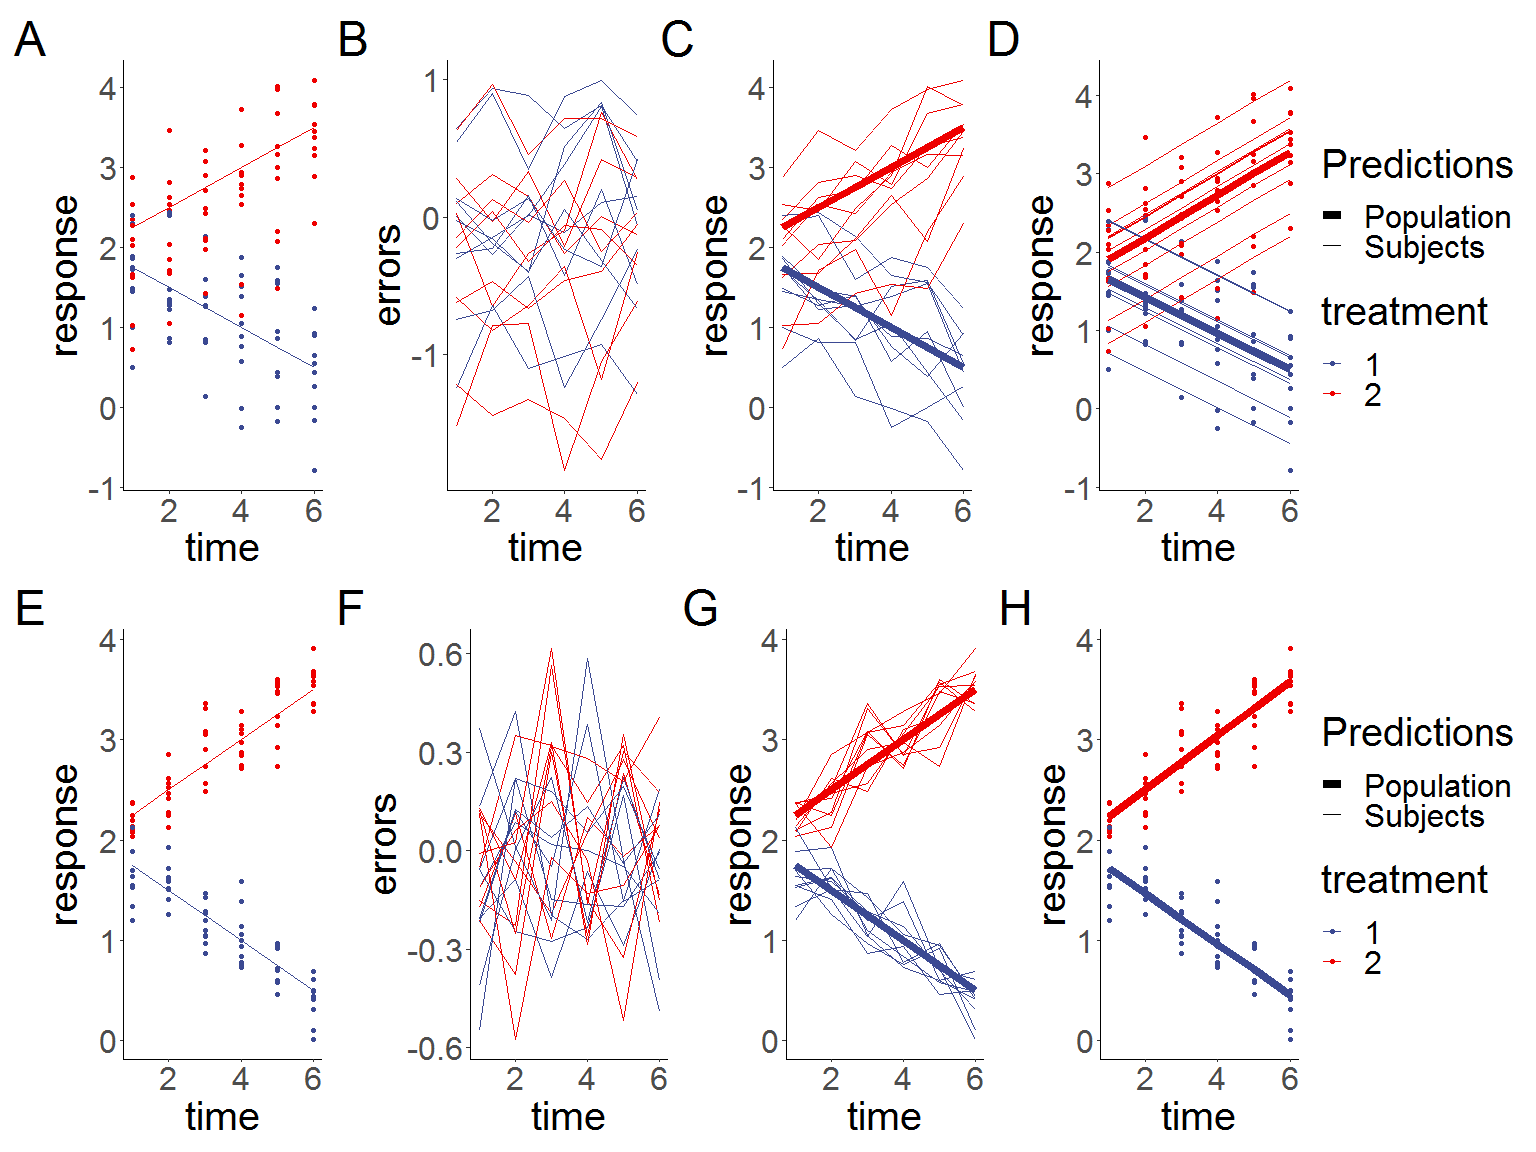 A
response
4
3
2
1
0
-1
2 4 6
time
B
errors
1
0
-1
2 4 6
time
C
response
4
3
2
1
0
-1
2 4 6
time
D
response
4
3
2
1
0
-1
2 4 6
time
Predictions
Population
Subjects
treatment
1
2
E
response
4
3
2
1
0
2 4 6
time
F
errors
0.6
0.3
0.0
-0.3
-0.6
2 4 6
time
G
response
4
3
2
1
0
2 4 6
time
H
response
4
3
2
1
0
2 4 6
time
Predictions
Population
Subjects
treatment
1
2